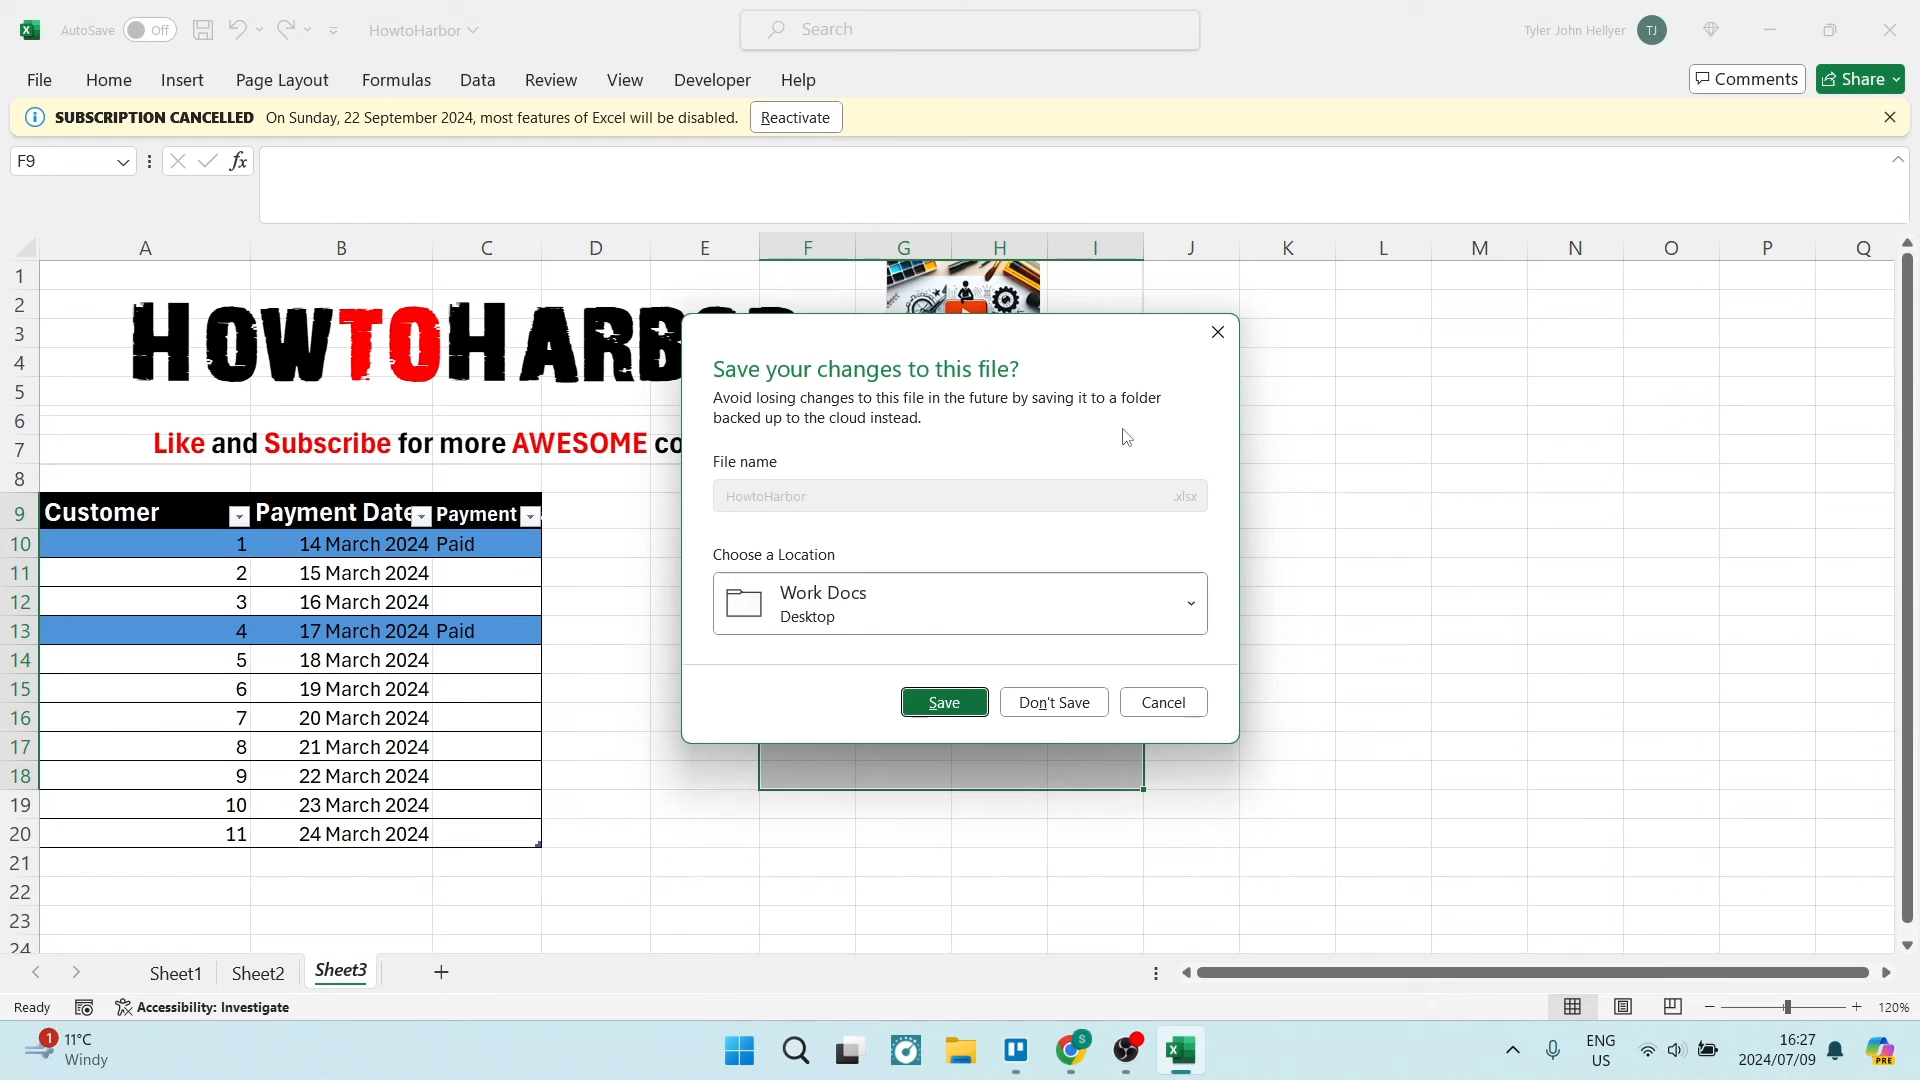 AutoSave Off HowtoHarbor Search Tyler John Hellyer TJ
File Home Insert Page Layout Formulas Data Review View Developer Help Comments Share
SUBSCRIPTION CANCELLED On Sunday, 22 September 2024, most features of Excel will be disabled. Reactivate
F9 fx
A B C D E F G H I J K L M N O P Q
1
2
3
4
5
6
7
8
HowtoHarbor
Like and Subscribe for more AWESOME co
9 Customer Payment Date Payment
10 1 14 March 2024 Paid
11 2 15 March 2024
12 3 16 March 2024
13 4 17 March 2024 Paid
14 5 18 March 2024
15 6 19 March 2024
16 7 20 March 2024
17 8 21 March 2024
18 9 22 March 2024
19 10 23 March 2024
20 11 24 March 2024
21
22
23
24
Save your changes to this file?
Avoid losing changes to this file in the future by saving it to a folder
backed up to the cloud instead.
File name
HowtoHarbor .xlsx
Choose a Location
Work Docs
Desktop
Save Don't Save Cancel
Sheet1 Sheet2 Sheet3
Ready Accessibility: Investigate 120%
1 11°C
Windy
S
ENG
US
16:27
2024/07/09
PRE